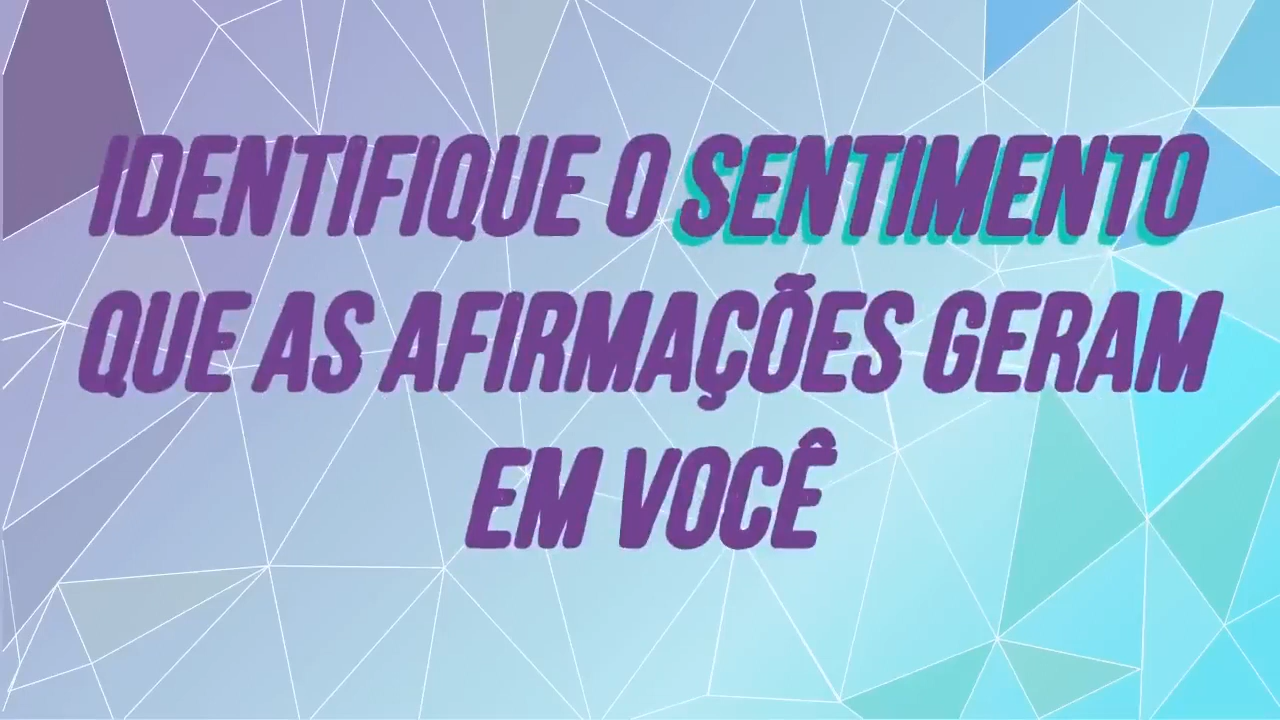 IDENTIFIQUE O SENTIMENTO
QUE AS AFIRMAÇÕES GERAM
EM VOCÊ